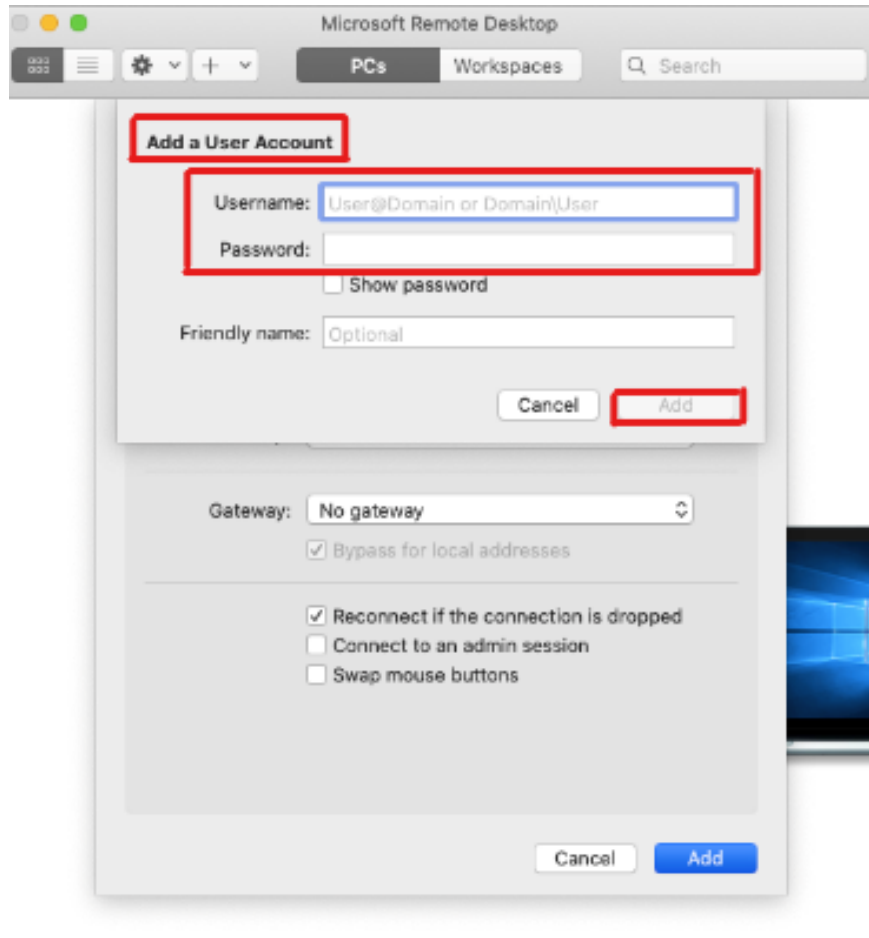 Microsoft Remote Desktop
PCs Workspaces Search
Add a User Account
Username: User@Domain or Domain\User
Password:
Show password
Friendly name: Optional
Cancel Add
Gateway: No gateway
Bypass for local addresses
Reconnect if the connection is dropped
Connect to an admin session
Swap mouse buttons
Cancel Add